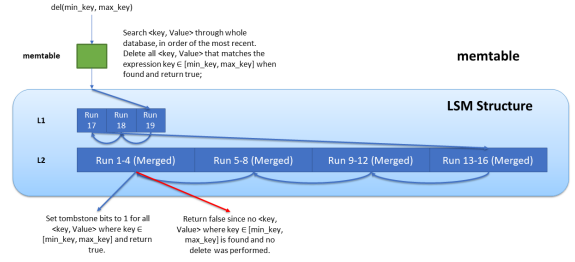 del(min_key, max_key)
Search <key, Value> through whole
database, in order of the most recent.
Delete all <key, Value> that matches the
expression key ∈ [min_key, max_key] when
found and return true;
memtable
memtable
LSM Structure
L1
Run
17
Run
18
Run
19
L2
Run 1-4 (Merged)
Run 5-8 (Merged)
Run 9-12 (Merged)
Run 13-16 (Merged)
Set tombstone bits to 1 for all
<key, Value> where key ∈
[min_key, max_key] and return
true.
Return false since no <key,
Value> where key ∈ [min_key,
max_key] is found and no
delete was performed.